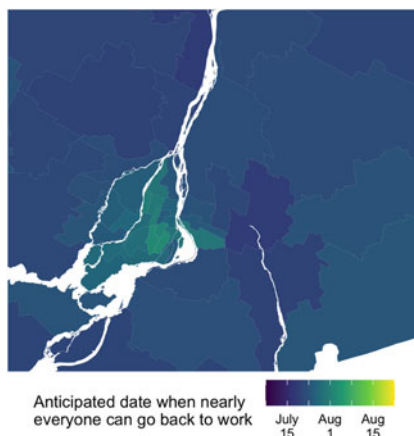 Anticipated date when nearly
everyone can go back to work
July Aug Aug
15 1 15